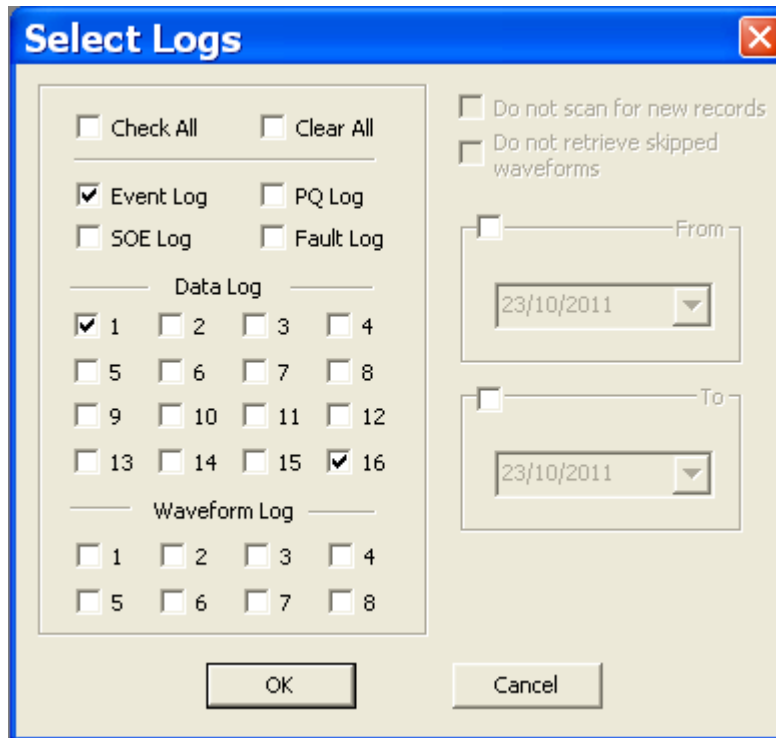 Select Logs
Check All Clear All
Event Log PQ Log
SOE Log Fault Log
Data Log
1 2 3 4
5 6 7 8
9 10 11 12
13 14 15 16
Waveform Log
1 2 3 4
5 6 7 8
Do not scan for new records
Do not retrieve skipped
waveforms
From
23/10/2011
To
23/10/2011
OK Cancel